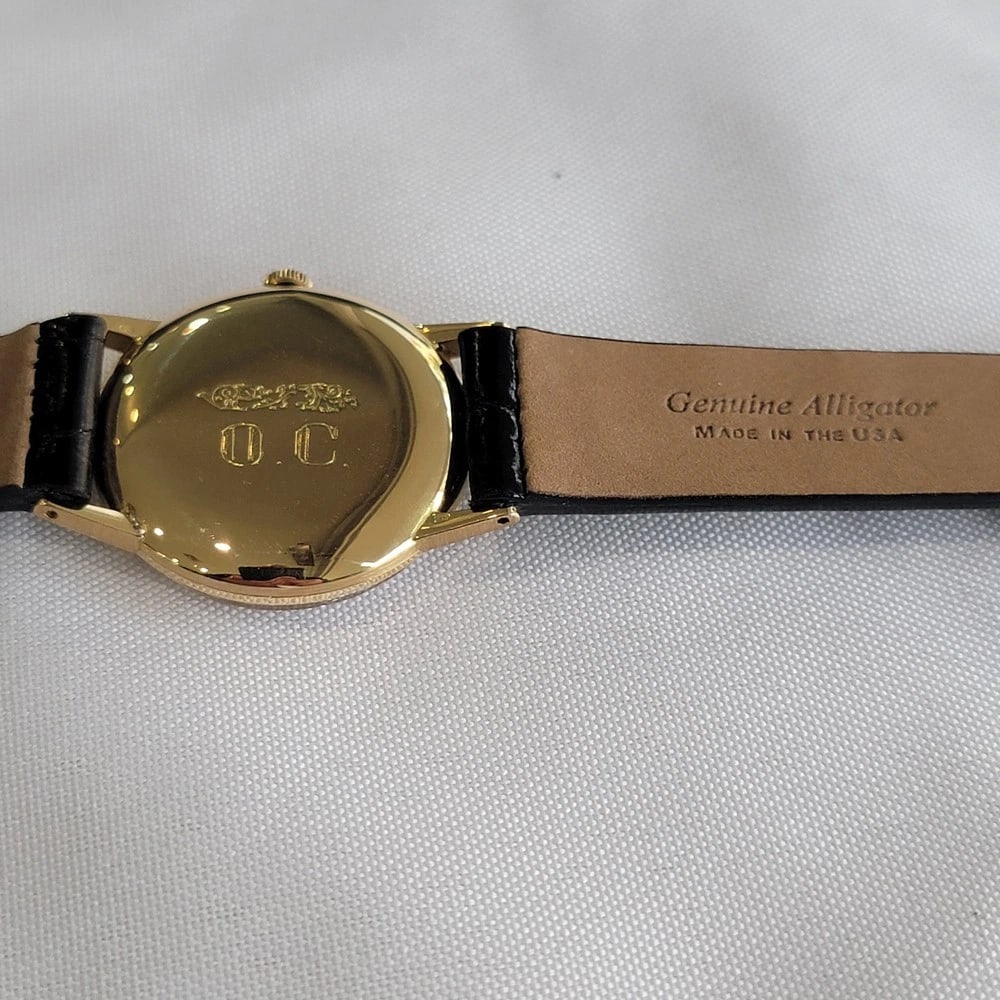 O.C.
Genuine Alligator
MADE IN THE USA